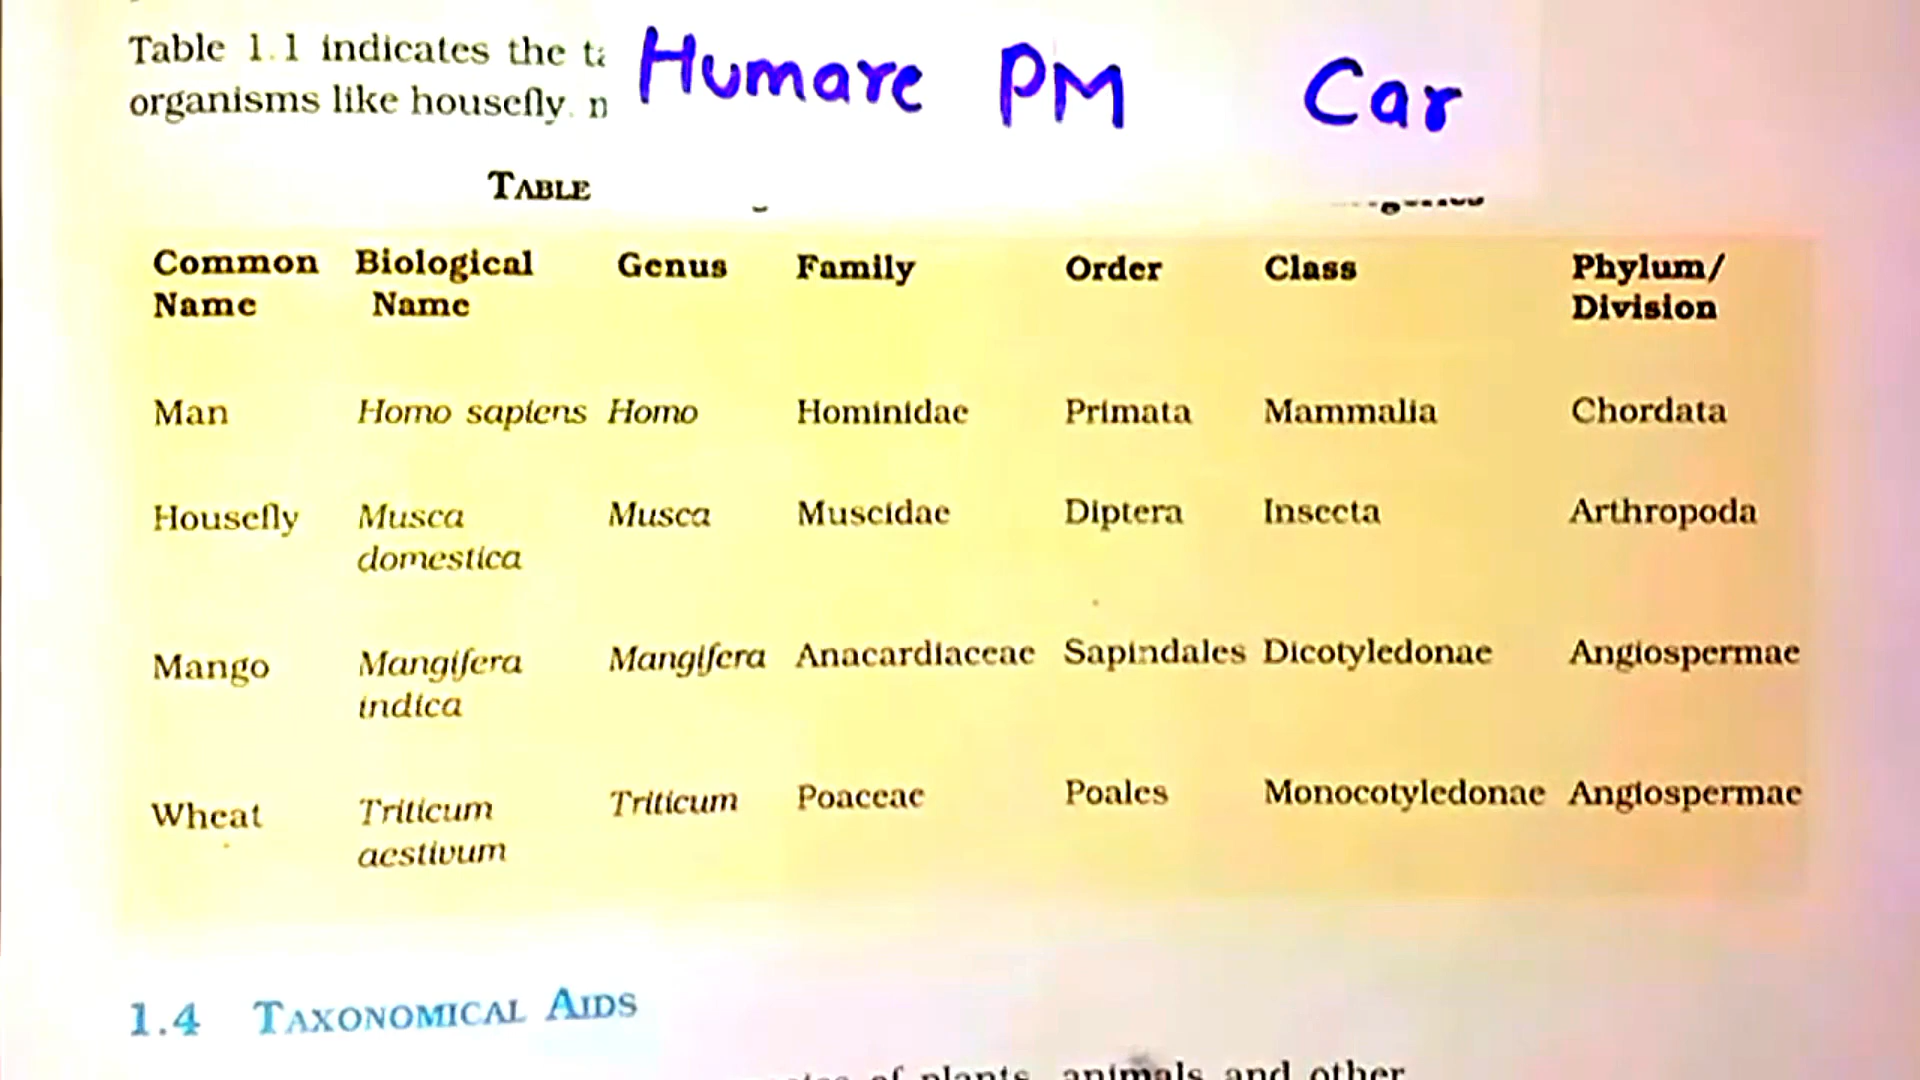 Table 1.1 indicates the
organisms like housefly.
Humare PM Car
TABLE
Common Name Biological Name Genus Family Order Class Phylum/ Division
Man Homo sapiens Homo Hominidae Primata Mammalia Chordata
Housefly Musca domestica Musca Muscidae Diptera Insecta Arthropoda
Mango Mangifera indica Mangifera Anacardiaceae Sapindales Dicotyledonae Angiospermae
Wheat Triticum aestivum Triticum Poaceae Poales Monocotyledonae Angiospermae
1.4 TAXONOMICAL AIDS
of plants, animals and other